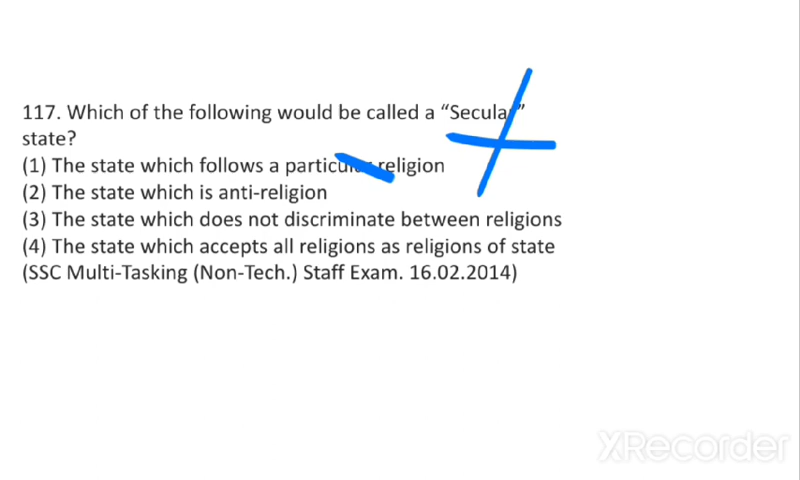 117. Which of the following would be called a "Secular"
state?
(1) The state which follows a particular religion
(2) The state which is anti-religion
(3) The state which does not discriminate between religions
(4) The state which accepts all religions as religions of state
(SSC Multi-Tasking (Non-Tech.) Staff Exam. 16.02.2014)
XRecorder